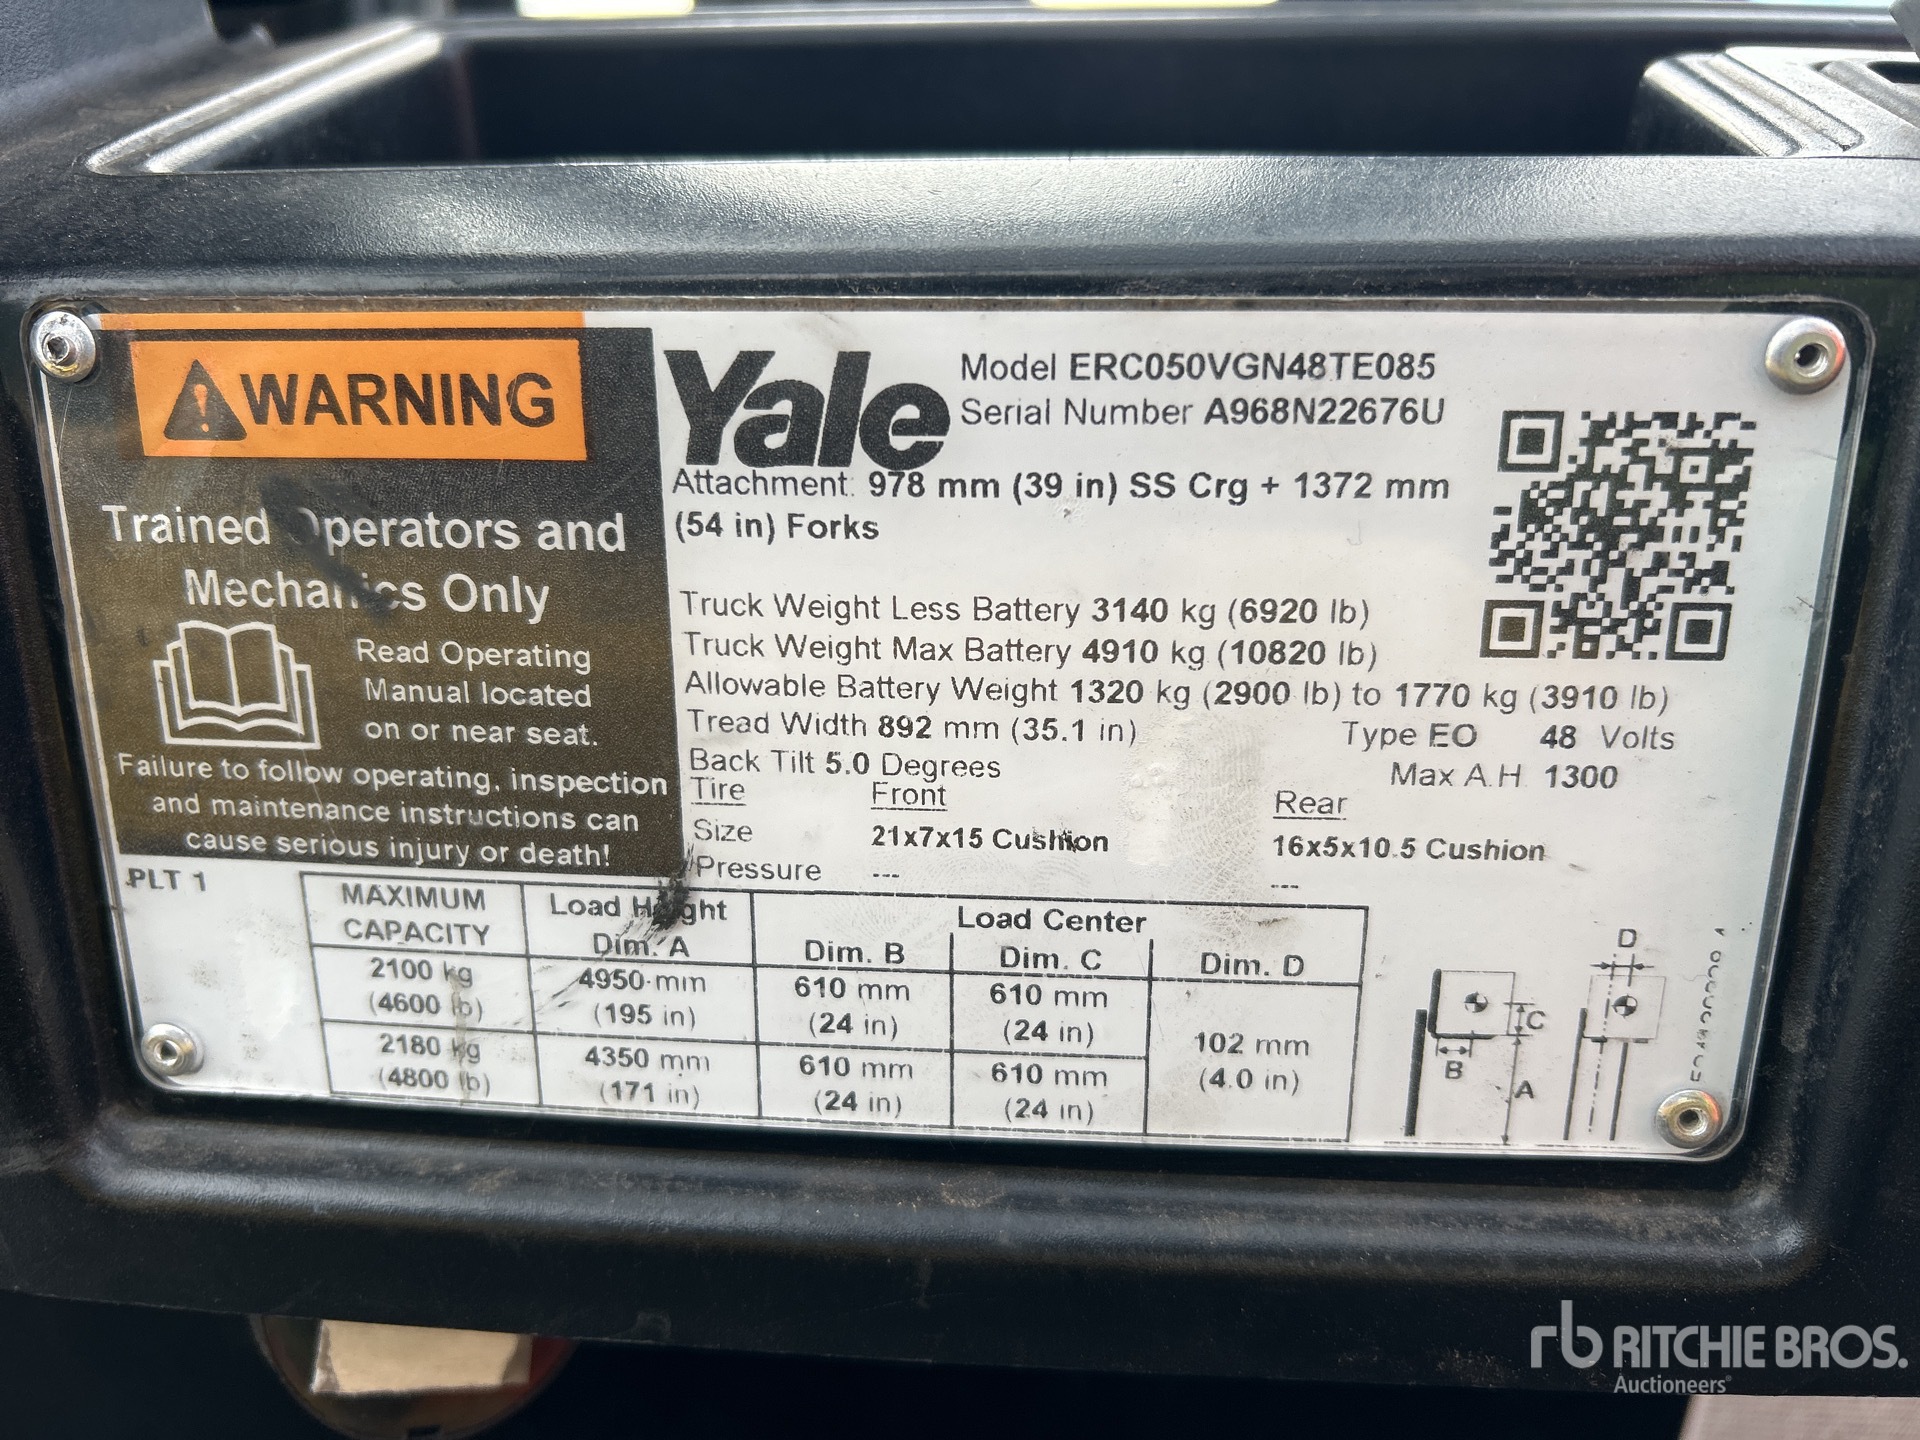 WARNING
Trained Operators and
Mechanics Only
Read Operating
Manual located
on or near seat.
Failure to follow operating, inspection
and maintenance instructions can
cause serious injury or death!
Yale
Model ERC050VGN48TE085
Serial Number A968N22676U
Attachment: 978 mm (39 in) SS Crg + 1372 mm
(54 in) Forks
Truck Weight Less Battery 3140 kg (6920 lb)
Truck Weight Max Battery 4910 kg (10820 lb)
Allowable Battery Weight 1320 kg (2900 lb) to 1770 kg (3910 lb)
Tread Width 892 mm (35.1 in) Type EO 48 Volts
Back Tilt 5.0 Degrees Max A.H. 1300
Tire Front Rear
Size 21x7x15 Cushion 16x5x10.5 Cushion
Pressure --- ---
PLT 1
MAXIMUM CAPACITY Load Height Dim. A Load Center
Dim. B Dim. C Dim. D
2100 kg 4950 mm 610 mm 610 mm
(4600 lb) (195 in) (24 in) (24 in)
102 mm
(4.0 in)
2180 kg 4350 mm 610 mm 610 mm
(4800 lb) (171 in) (24 in) (24 in)
D
C
B
A
rb RITCHIE BROS.
Auctioneers